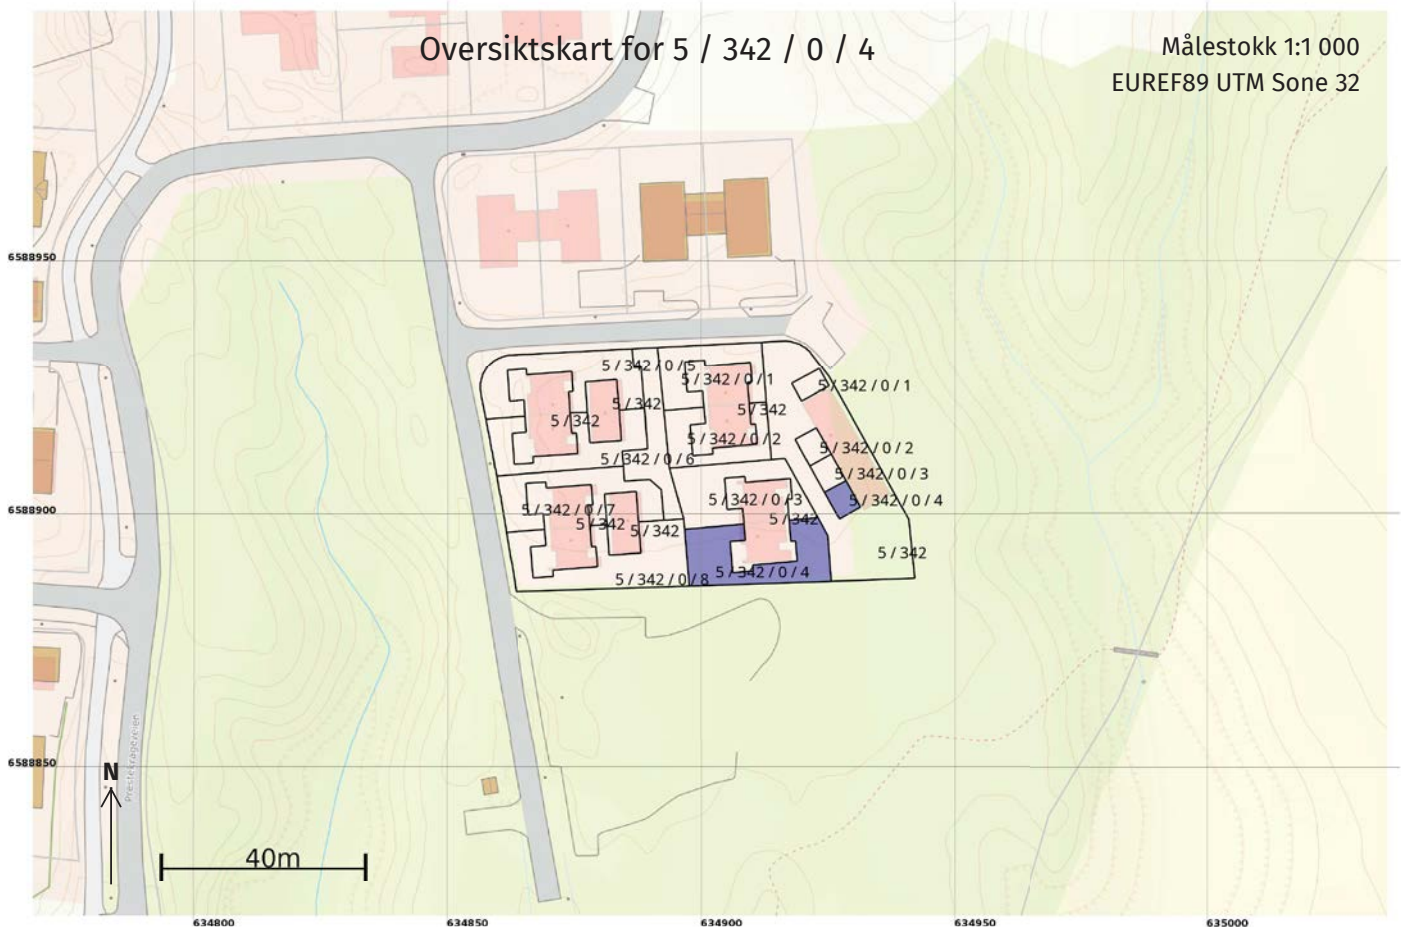 Oversiktskart for 5 / 342 / 0 / 4
Målestokk 1:1 000
EUREF89 UTM Sone 32
6588950
5 / 342 / 0 / 5
5 / 342 / 0 / 1
5 / 342 / 0 / 1
5 / 342
5 / 342
5 / 342
5 / 342 / 0 / 2
5 / 342 / 0 / 2
5 / 342 / 0 / 6
5 / 342 / 0 / 3
5 / 342 / 0 / 3
5 / 342 / 0 / 4
6588900
5 / 342 / 0 / 7
5 / 342
5 / 342
5 / 342
5 / 342
5 / 342 / 0 / 8
5 / 342 / 0 / 4
Prestekrageveien
6588850
N
40m
634800
634850
634900
634950
635000